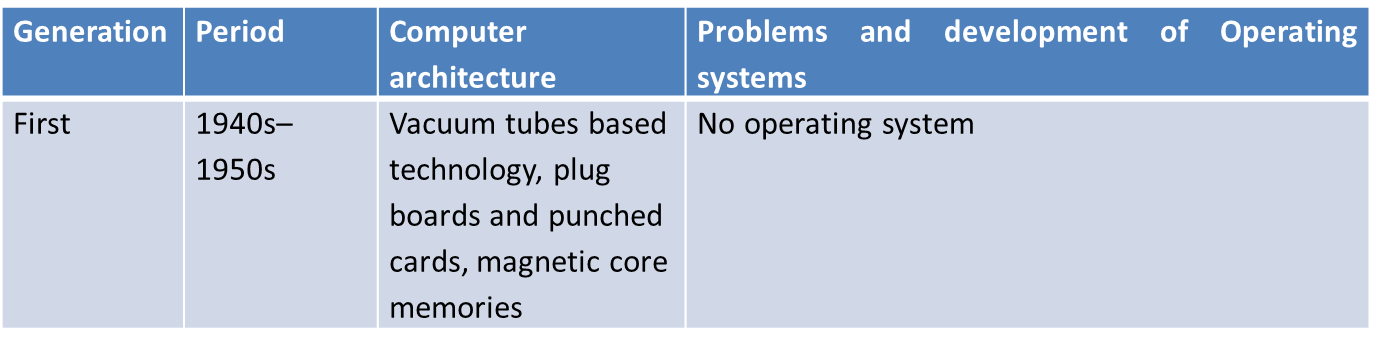 Generation
Period
Computer
architecture
Problems and development of Operating
systems
First
1940s–
1950s
Vacuum tubes based
technology, plug
boards and punched
cards, magnetic core
memories
No operating system